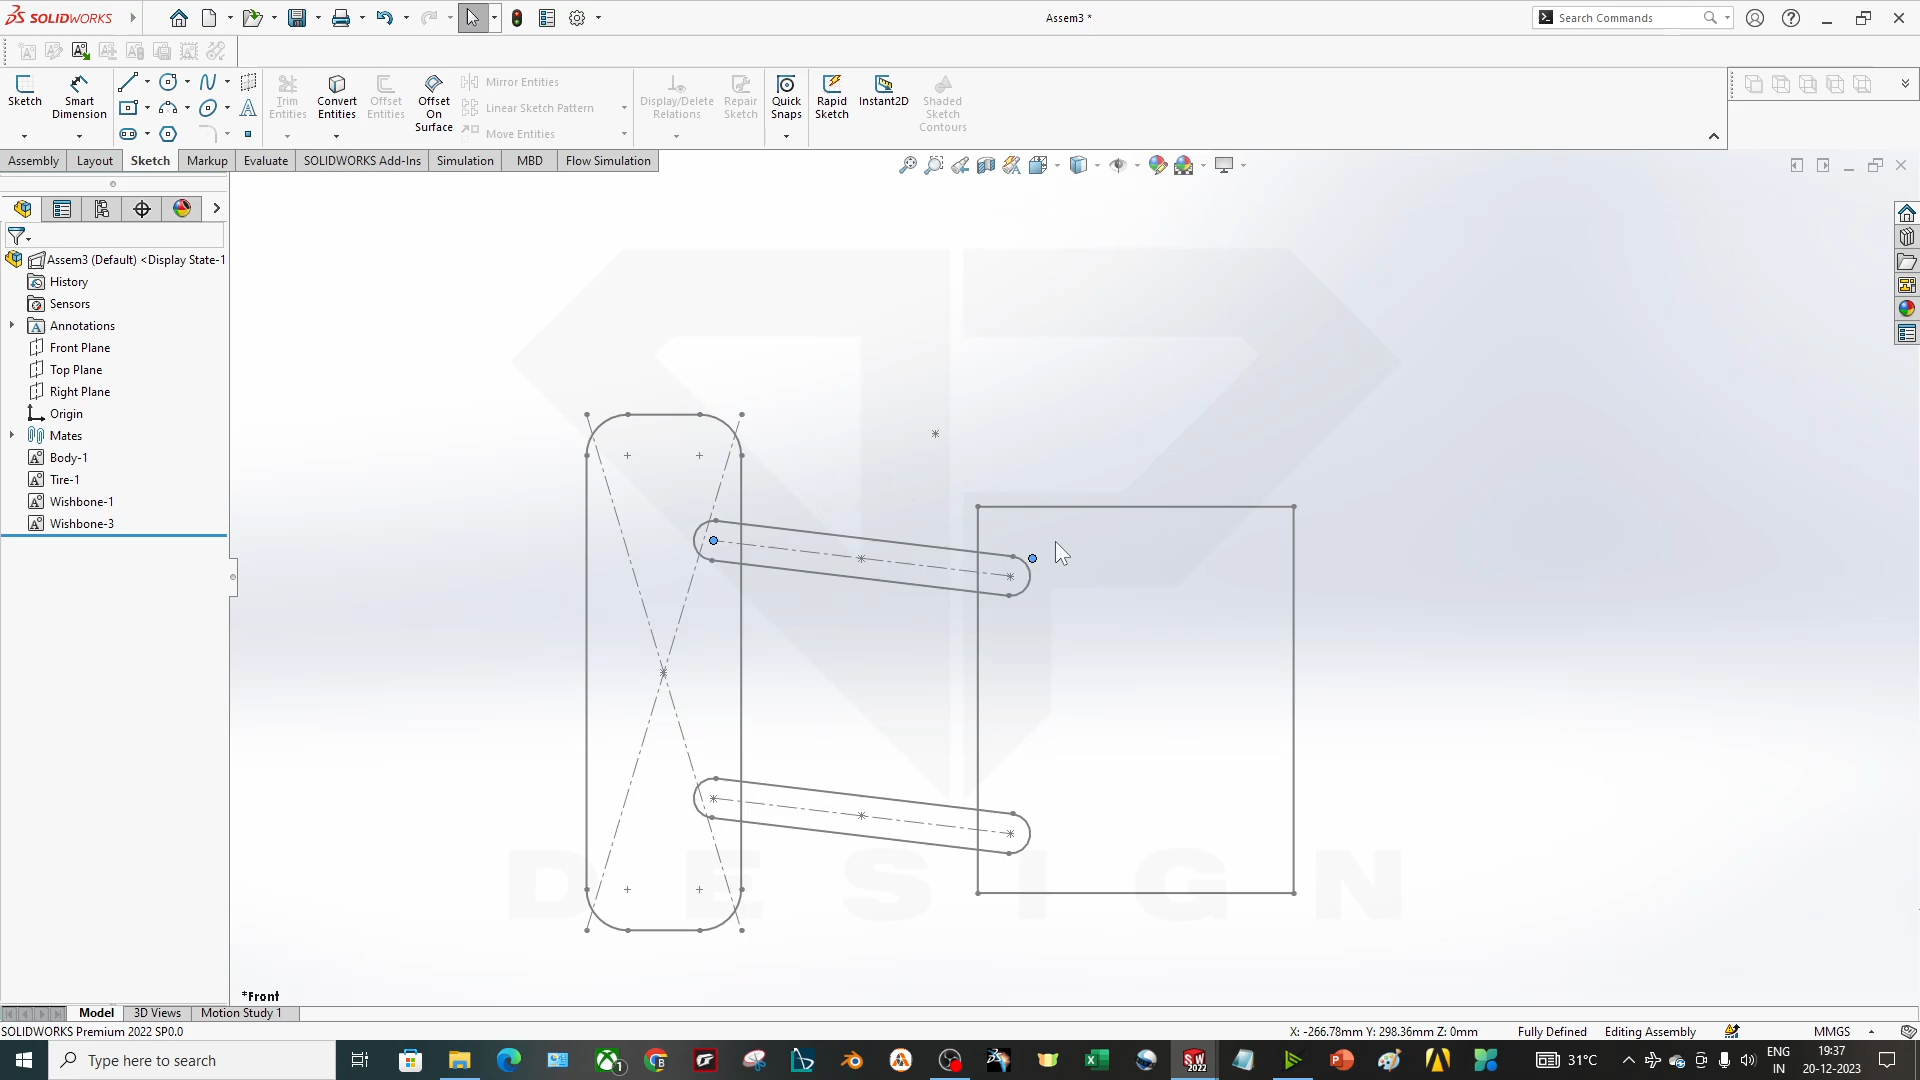 SOLIDWORKS
Assem3 *
Search Commands
Sketch
Smart Dimension
Trim Entities
Convert Entities
Offset Entities
Offset On Surface
Mirror Entities
Linear Sketch Pattern
Move Entities
Display/Delete Relations
Repair Sketch
Quick Snaps
Rapid Sketch
Instant2D
Shaded Sketch Contours
Assembly
Layout
Sketch
Markup
Evaluate
SOLIDWORKS Add-Ins
Simulation
MBD
Flow Simulation
Assem3 (Default) <Display State-1
History
Sensors
Annotations
Front Plane
Top Plane
Right Plane
Origin
Mates
Body-1
Tire-1
Wishbone-1
Wishbone-3
DESIGN
*Front
Model
3D Views
Motion Study 1
SOLIDWORKS Premium 2022 SP0.0
X: -266.78mm Y: 298.36mm Z: 0mm
Fully Defined
Editing Assembly
MMGS
Type here to search
31°C
ENG
IN
19:37
20-12-2023